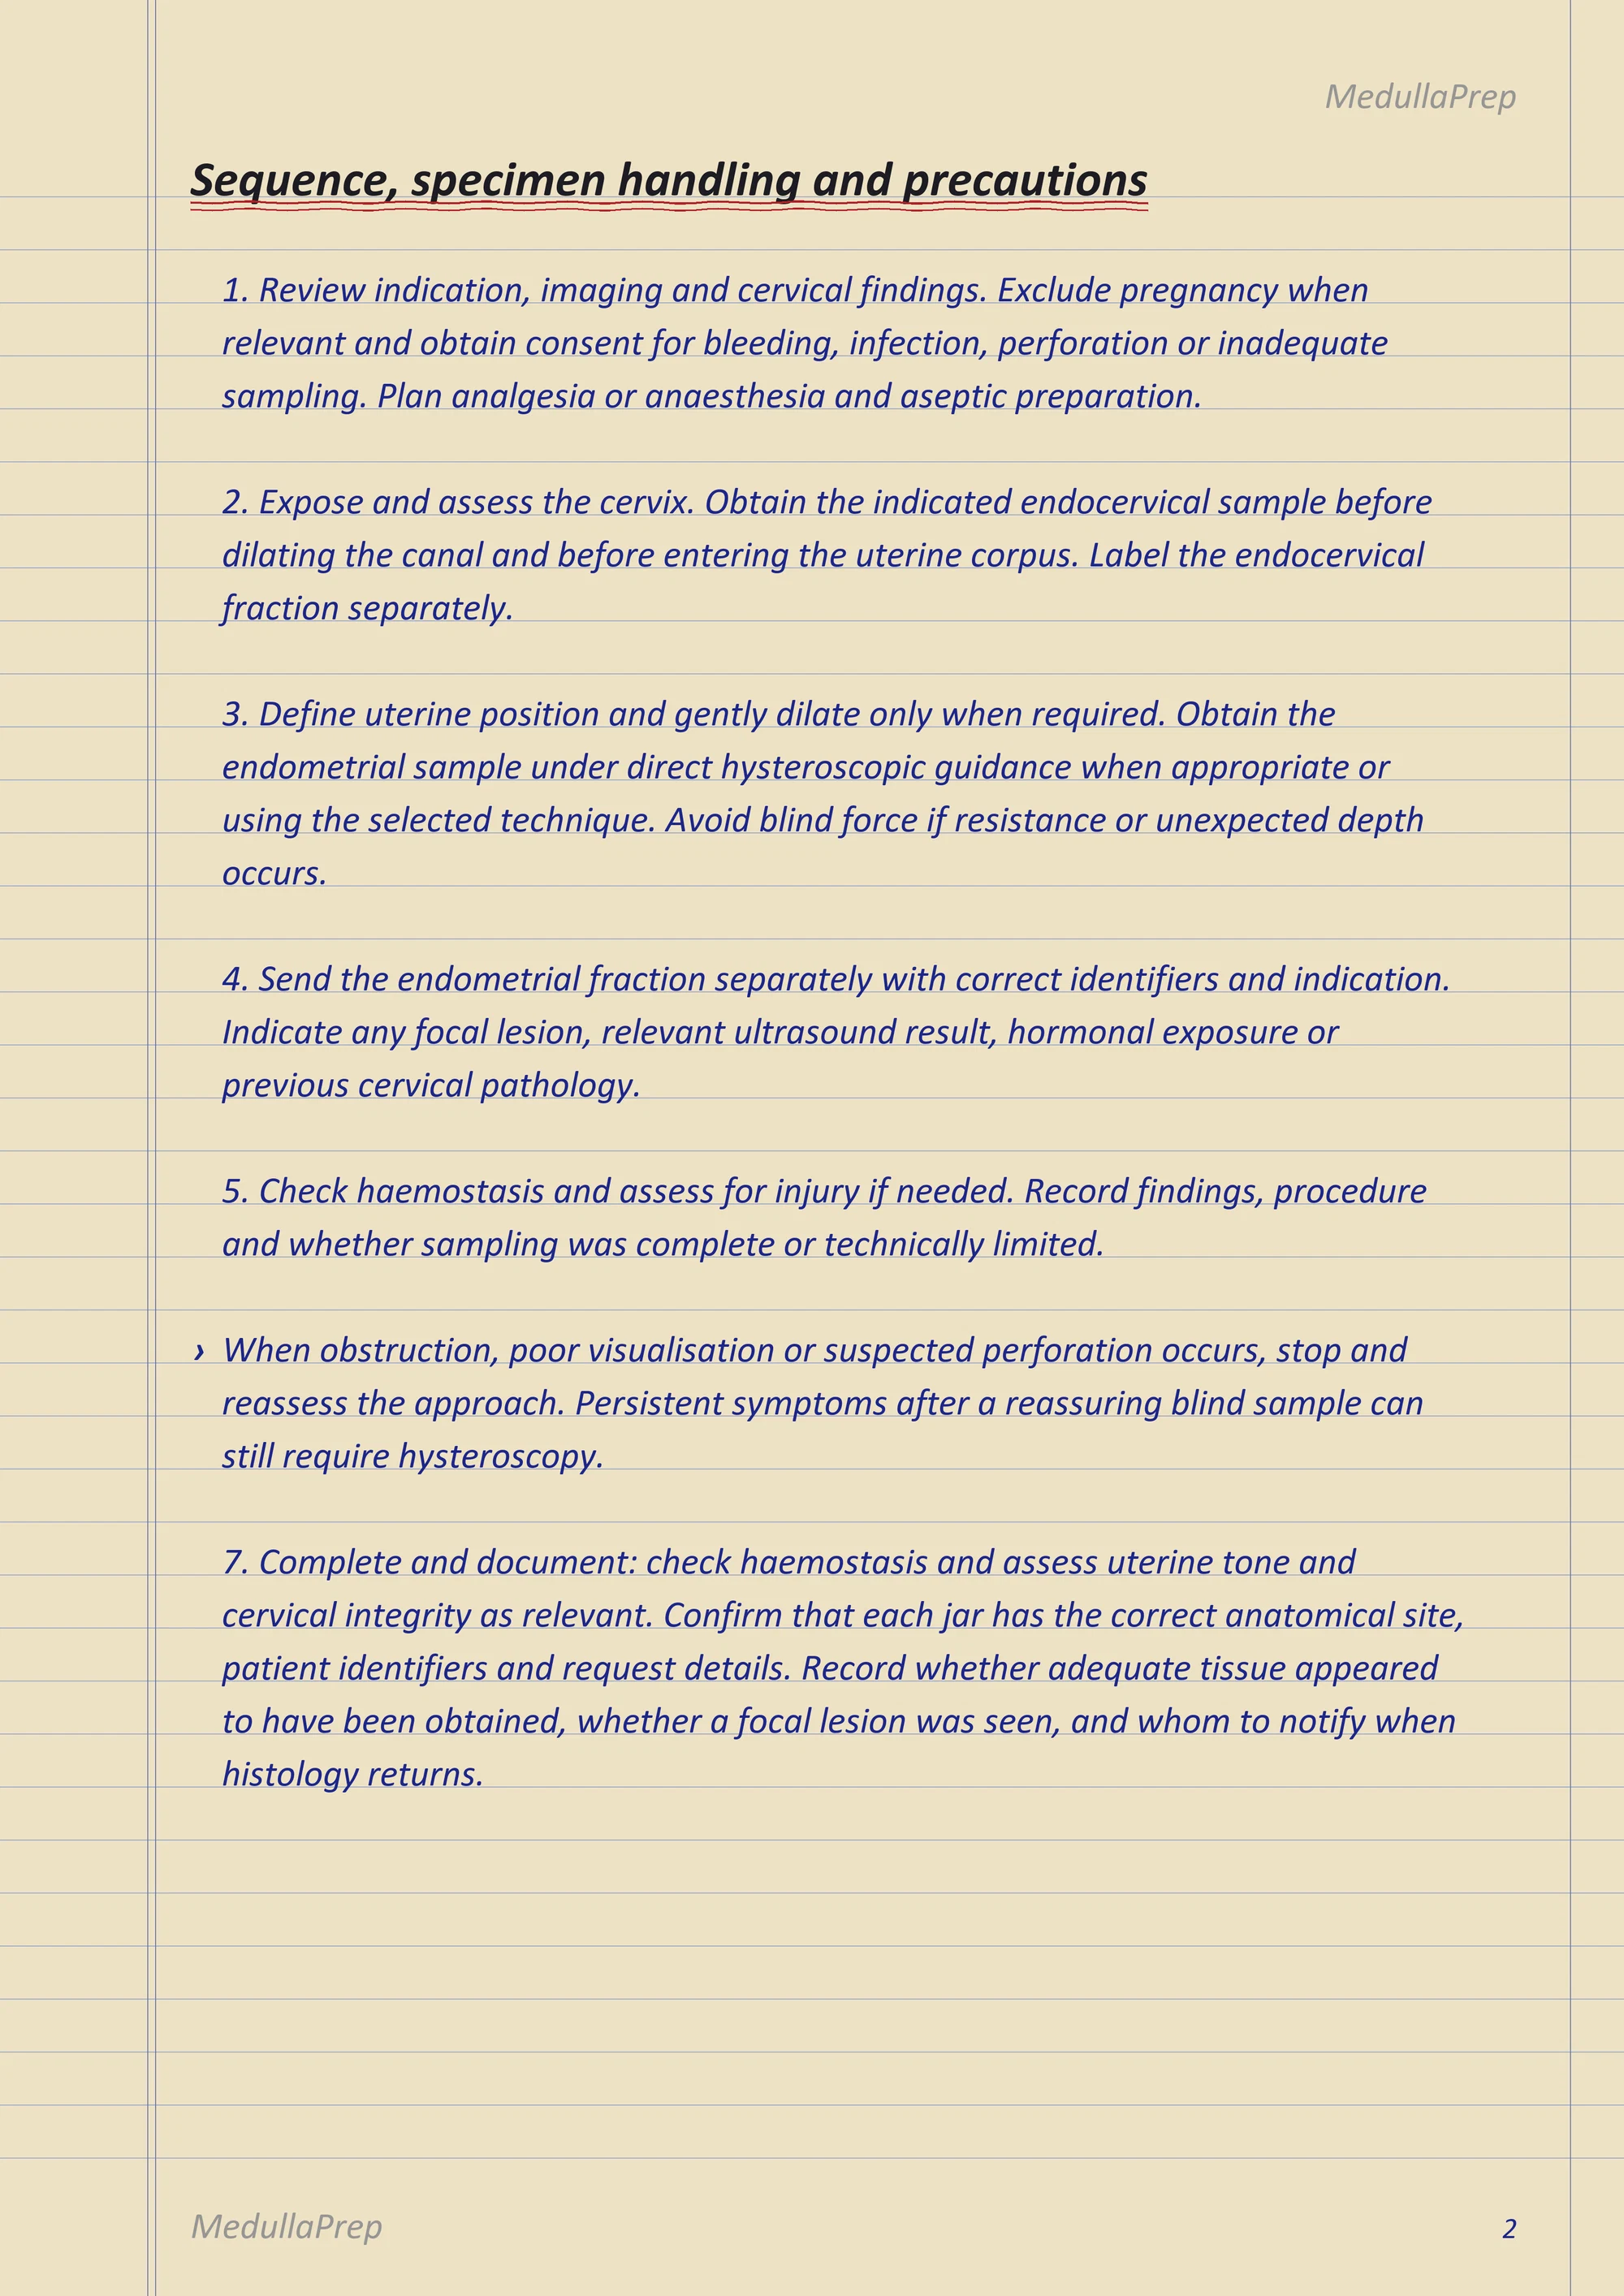 MedullaPrep
Sequence, specimen handling and precautions
1. Review indication, imaging and cervical findings. Exclude pregnancy when
relevant and obtain consent for bleeding, infection, perforation or inadequate
sampling. Plan analgesia or anaesthesia and aseptic preparation.
2. Expose and assess the cervix. Obtain the indicated endocervical sample before
dilating the canal and before entering the uterine corpus. Label the endocervical
fraction separately.
3. Define uterine position and gently dilate only when required. Obtain the
endometrial sample under direct hysteroscopic guidance when appropriate or
using the selected technique. Avoid blind force if resistance or unexpected depth
occurs.
4. Send the endometrial fraction separately with correct identifiers and indication.
Indicate any focal lesion, relevant ultrasound result, hormonal exposure or
previous cervical pathology.
5. Check haemostasis and assess for injury if needed. Record findings, procedure
and whether sampling was complete or technically limited.
› When obstruction, poor visualisation or suspected perforation occurs, stop and
reassess the approach. Persistent symptoms after a reassuring blind sample can
still require hysteroscopy.
7. Complete and document: check haemostasis and assess uterine tone and
cervical integrity as relevant. Confirm that each jar has the correct anatomical site,
patient identifiers and request details. Record whether adequate tissue appeared
to have been obtained, whether a focal lesion was seen, and whom to notify when
histology returns.
MedullaPrep
2